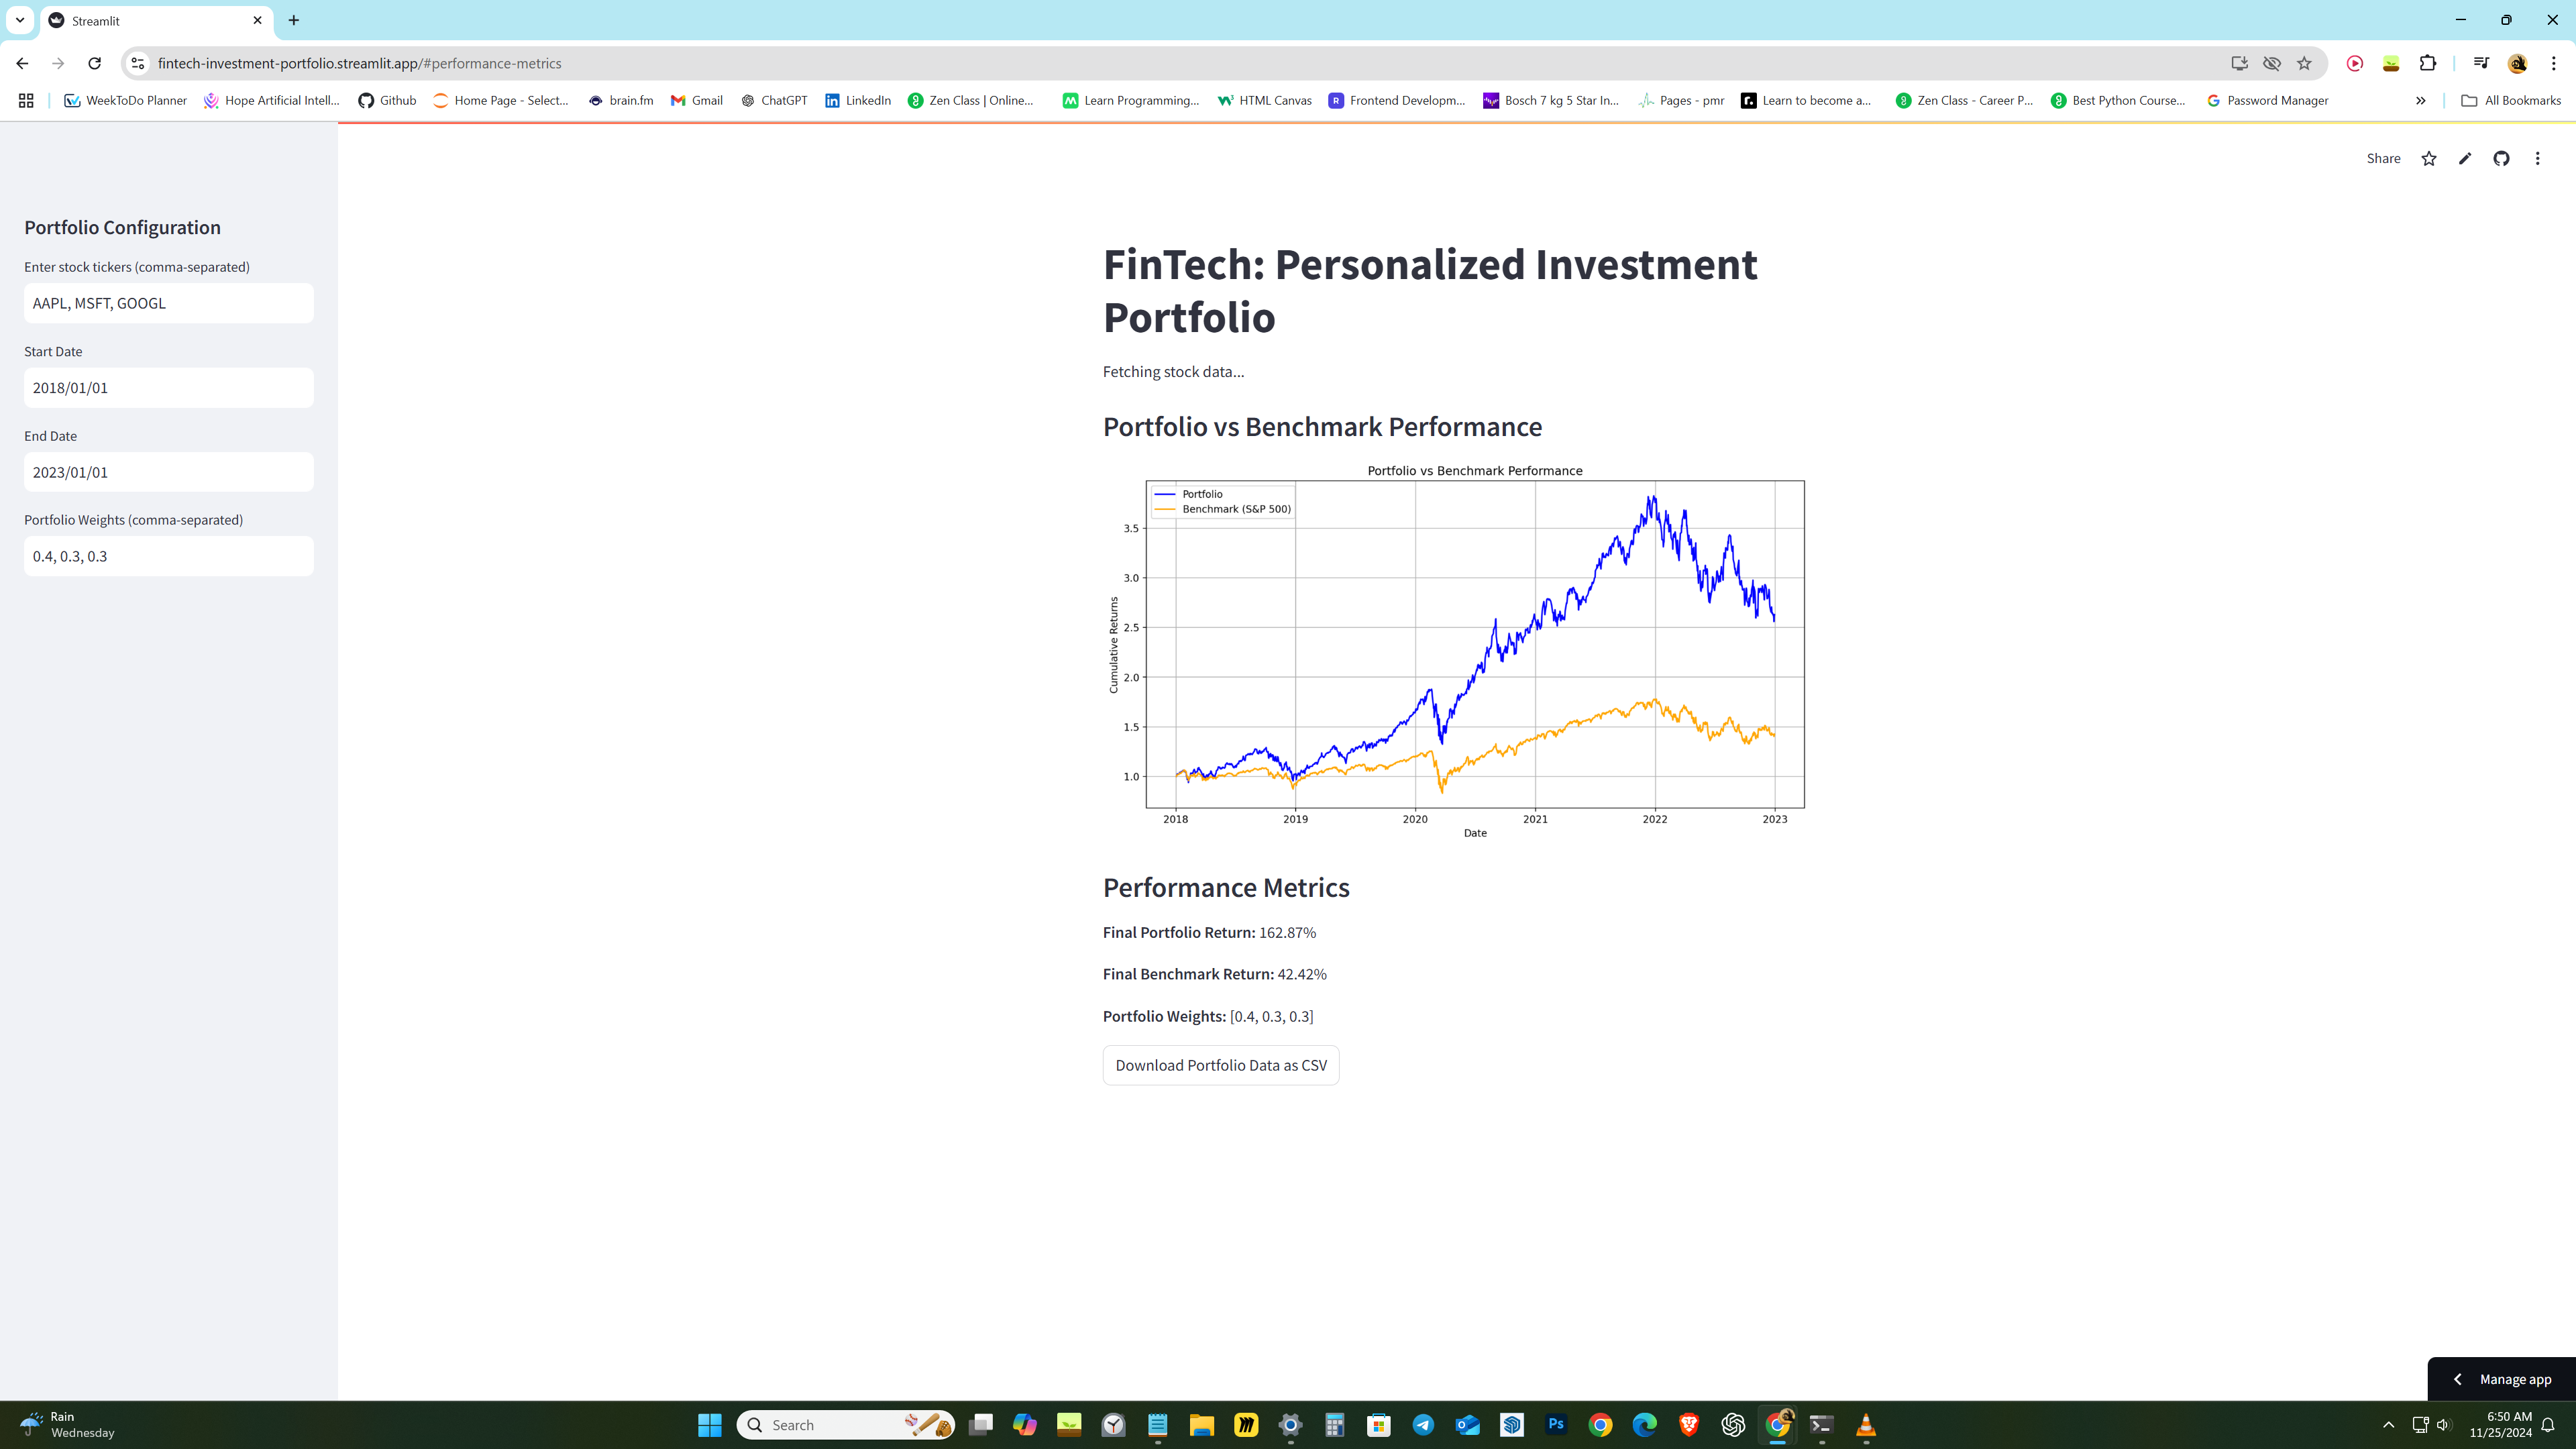 Streamlit
fintech-investment-portfolio.streamlit.app/#performance-metrics
WeekToDo Planner
Hope Artificial Intell...
Github
Home Page - Select...
brain.fm
Gmail
ChatGPT
LinkedIn
Zen Class | Online...
Learn Programming...
HTML Canvas
Frontend Developm...
Bosch 7 kg 5 Star In...
Pages - pmr
Learn to become a...
Zen Class - Career P...
Best Python Course...
Password Manager
All Bookmarks
Share
Portfolio Configuration
Enter stock tickers (comma-separated)
AAPL, MSFT, GOOGL
Start Date
2018/01/01
End Date
2023/01/01
Portfolio Weights (comma-separated)
0.4, 0.3, 0.3
FinTech: Personalized Investment
Portfolio
Fetching stock data...
Portfolio vs Benchmark Performance
Portfolio vs Benchmark Performance
Portfolio
Benchmark (S&P 500)
3.5
3.0
2.5
2.0
1.5
1.0
Cumulative Returns
2018 2019 2020 2021 2022 2023
Date
Performance Metrics
Final Portfolio Return: 162.87%
Final Benchmark Return: 42.42%
Portfolio Weights: [0.4, 0.3, 0.3]
Download Portfolio Data as CSV
Manage app
Rain
Wednesday
Search
Ps
6:50 AM
11/25/2024